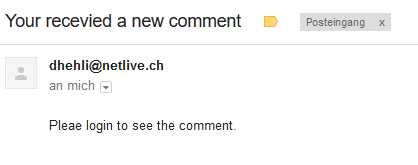 Your recevied a new comment Posteingang x
dhehli@netlive.ch
an mich
Pleae login to see the comment.